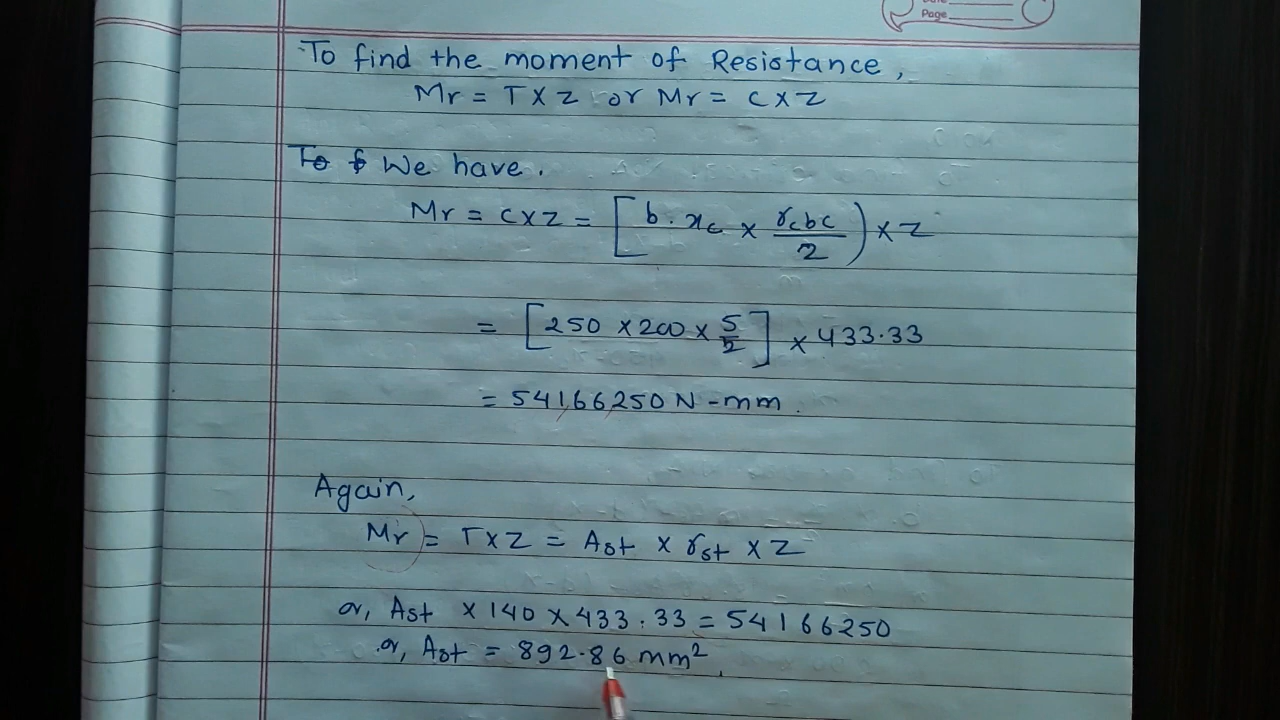 Page
To find the moment of Resistance,
Mr = T X Z or Mr = C X Z
To f We have.
Mr = C X Z = [ b . xc x σcbc/2 ) x Z
= [ 250 x 200 x 5/2 ] x 433.33
= 54166250 N - mm.
Again,
Mr = T X Z = Ast x σst x Z
or, Ast x 140 x 433.33 = 54166250
or, Ast = 892.86 mm²